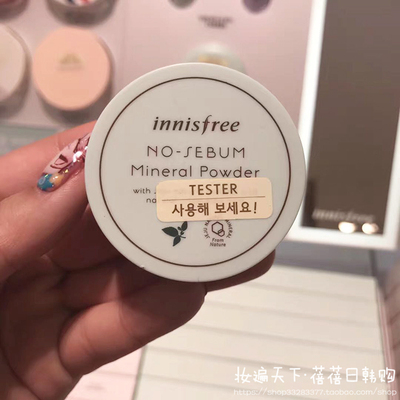 innisfree
NO-SEBUM
Mineral Powder
with
TESTER
사용해 보세요!
From
Nature
innisfree
妆遍天下·蓓蓓日韩购